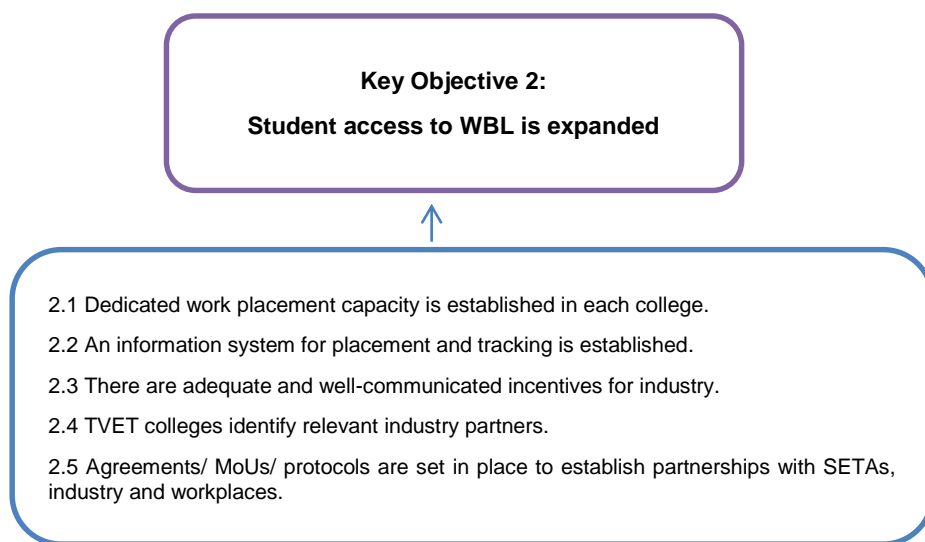 Key Objective 2:
Student access to WBL is expanded
2.1 Dedicated work placement capacity is established in each college.
2.2 An information system for placement and tracking is established.
2.3 There are adequate and well-communicated incentives for industry.
2.4 TVET colleges identify relevant industry partners.
2.5 Agreements/ MoUs/ protocols are set in place to establish partnerships with SETAs,
industry and workplaces.